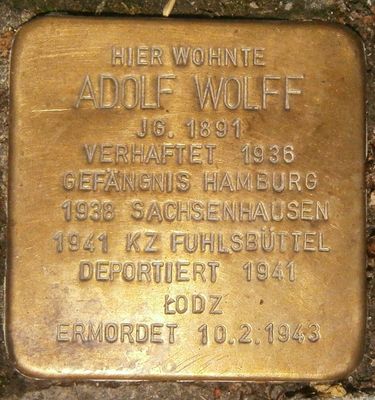 HIER WOHNTE
ADOLF WOLFF
JG. 1891
VERHAFTET 1936
GEFÄNGNIS HAMBURG
1938 SACHSENHAUSEN
1941 KZ FUHLSBÜTTEL
DEPORTIERT 1941
ŁODZ
ERMORDET 10.2.1943